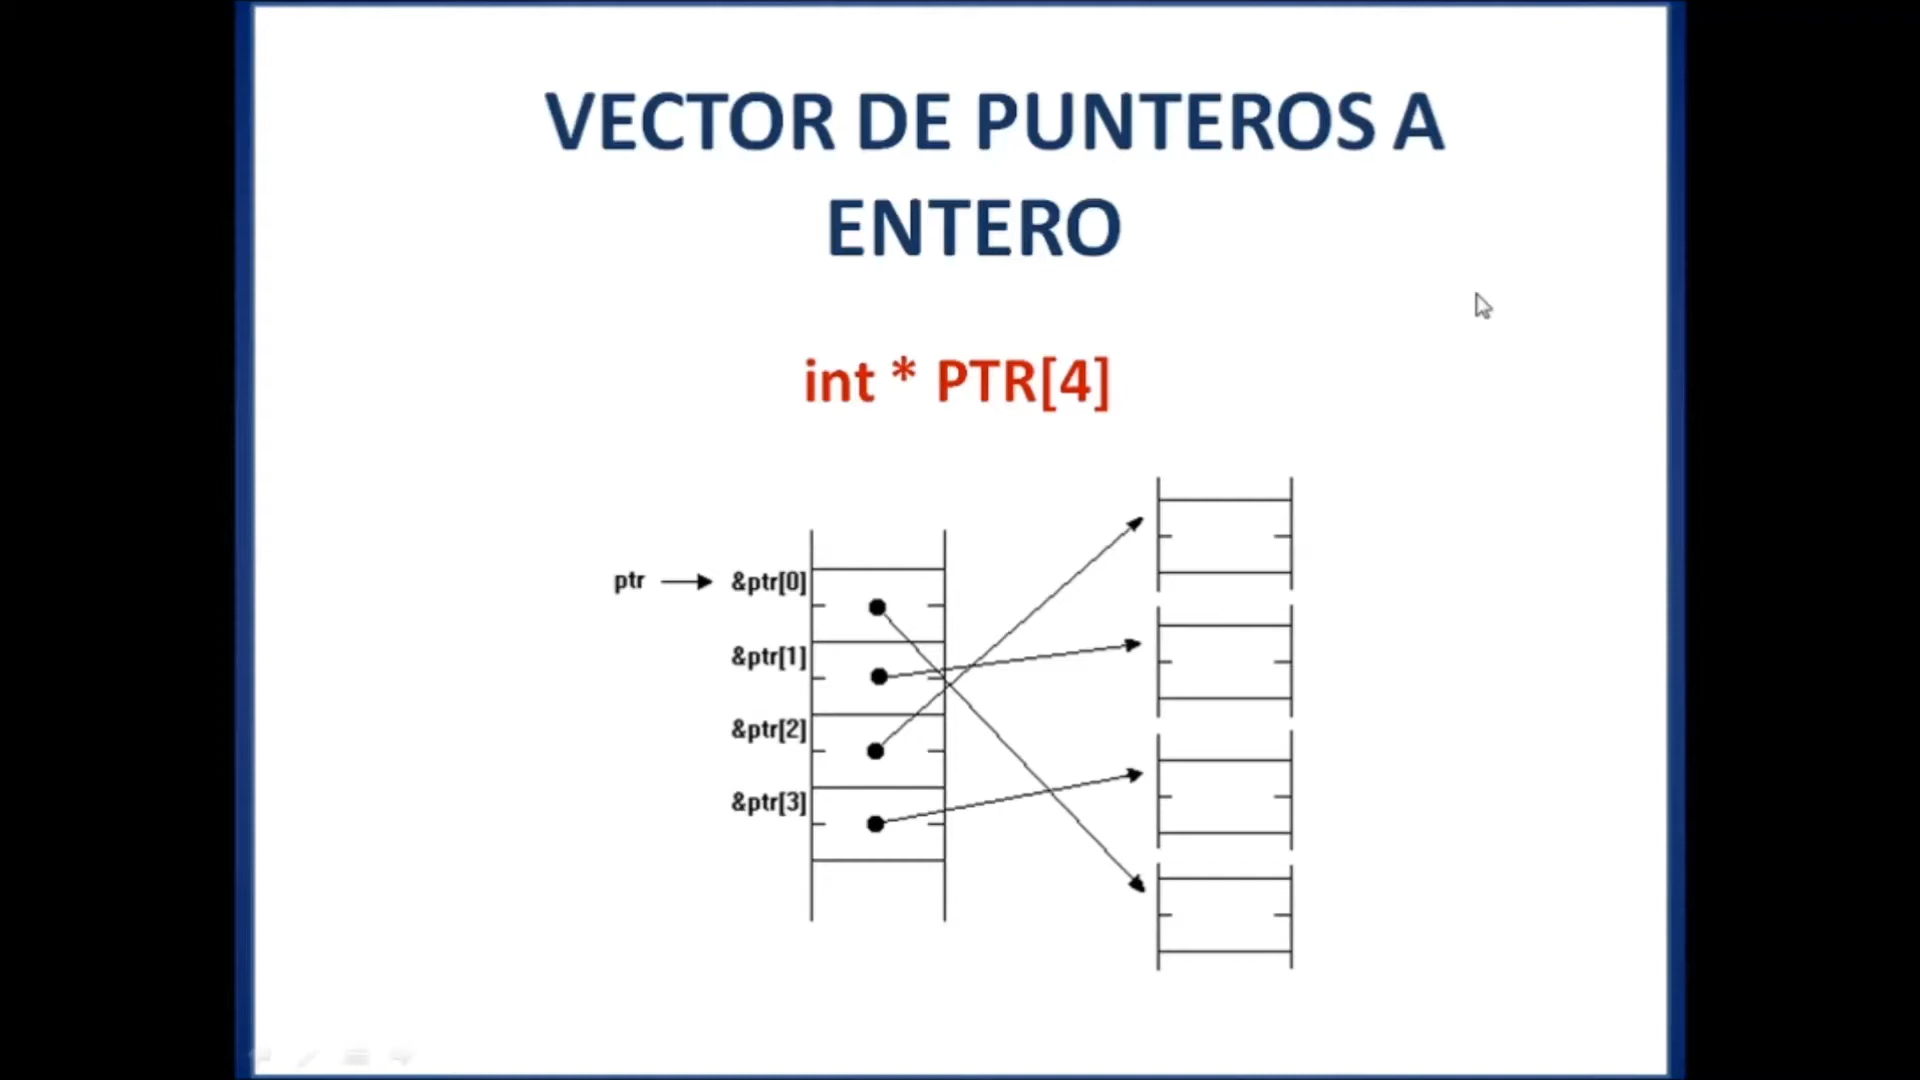 VECTOR DE PUNTEROS A
ENTERO
int * PTR[4]
ptr &ptr[0]
&ptr[1]
&ptr[2]
&ptr[3]